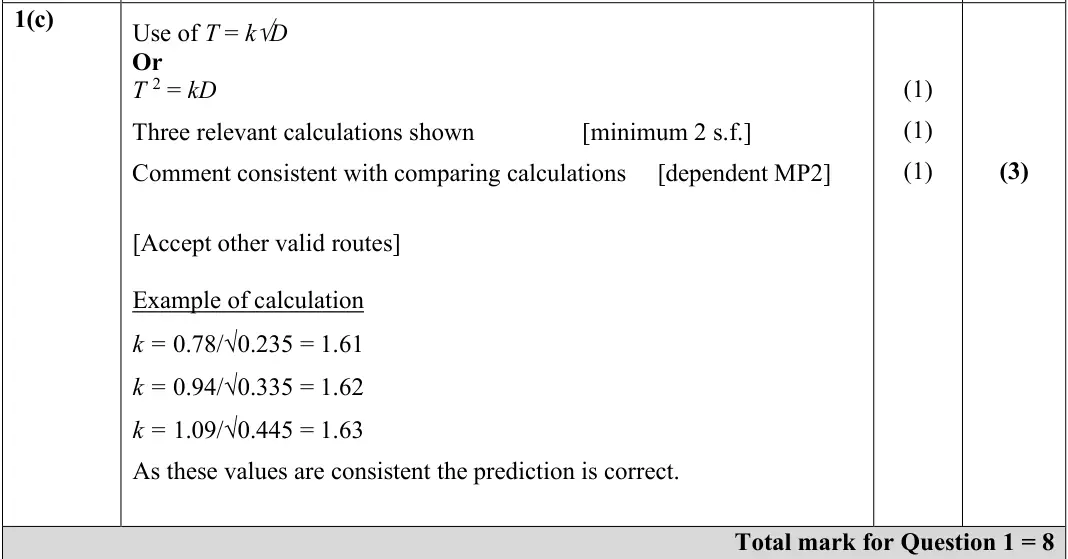 1(c)
Use of T = k√D
Or
T ² = kD (1)
Three relevant calculations shown [minimum 2 s.f.] (1)
Comment consistent with comparing calculations [dependent MP2] (1) (3)
[Accept other valid routes]
Example of calculation
k = 0.78/√0.235 = 1.61
k = 0.94/√0.335 = 1.62
k = 1.09/√0.445 = 1.63
As these values are consistent the prediction is correct.
Total mark for Question 1 = 8